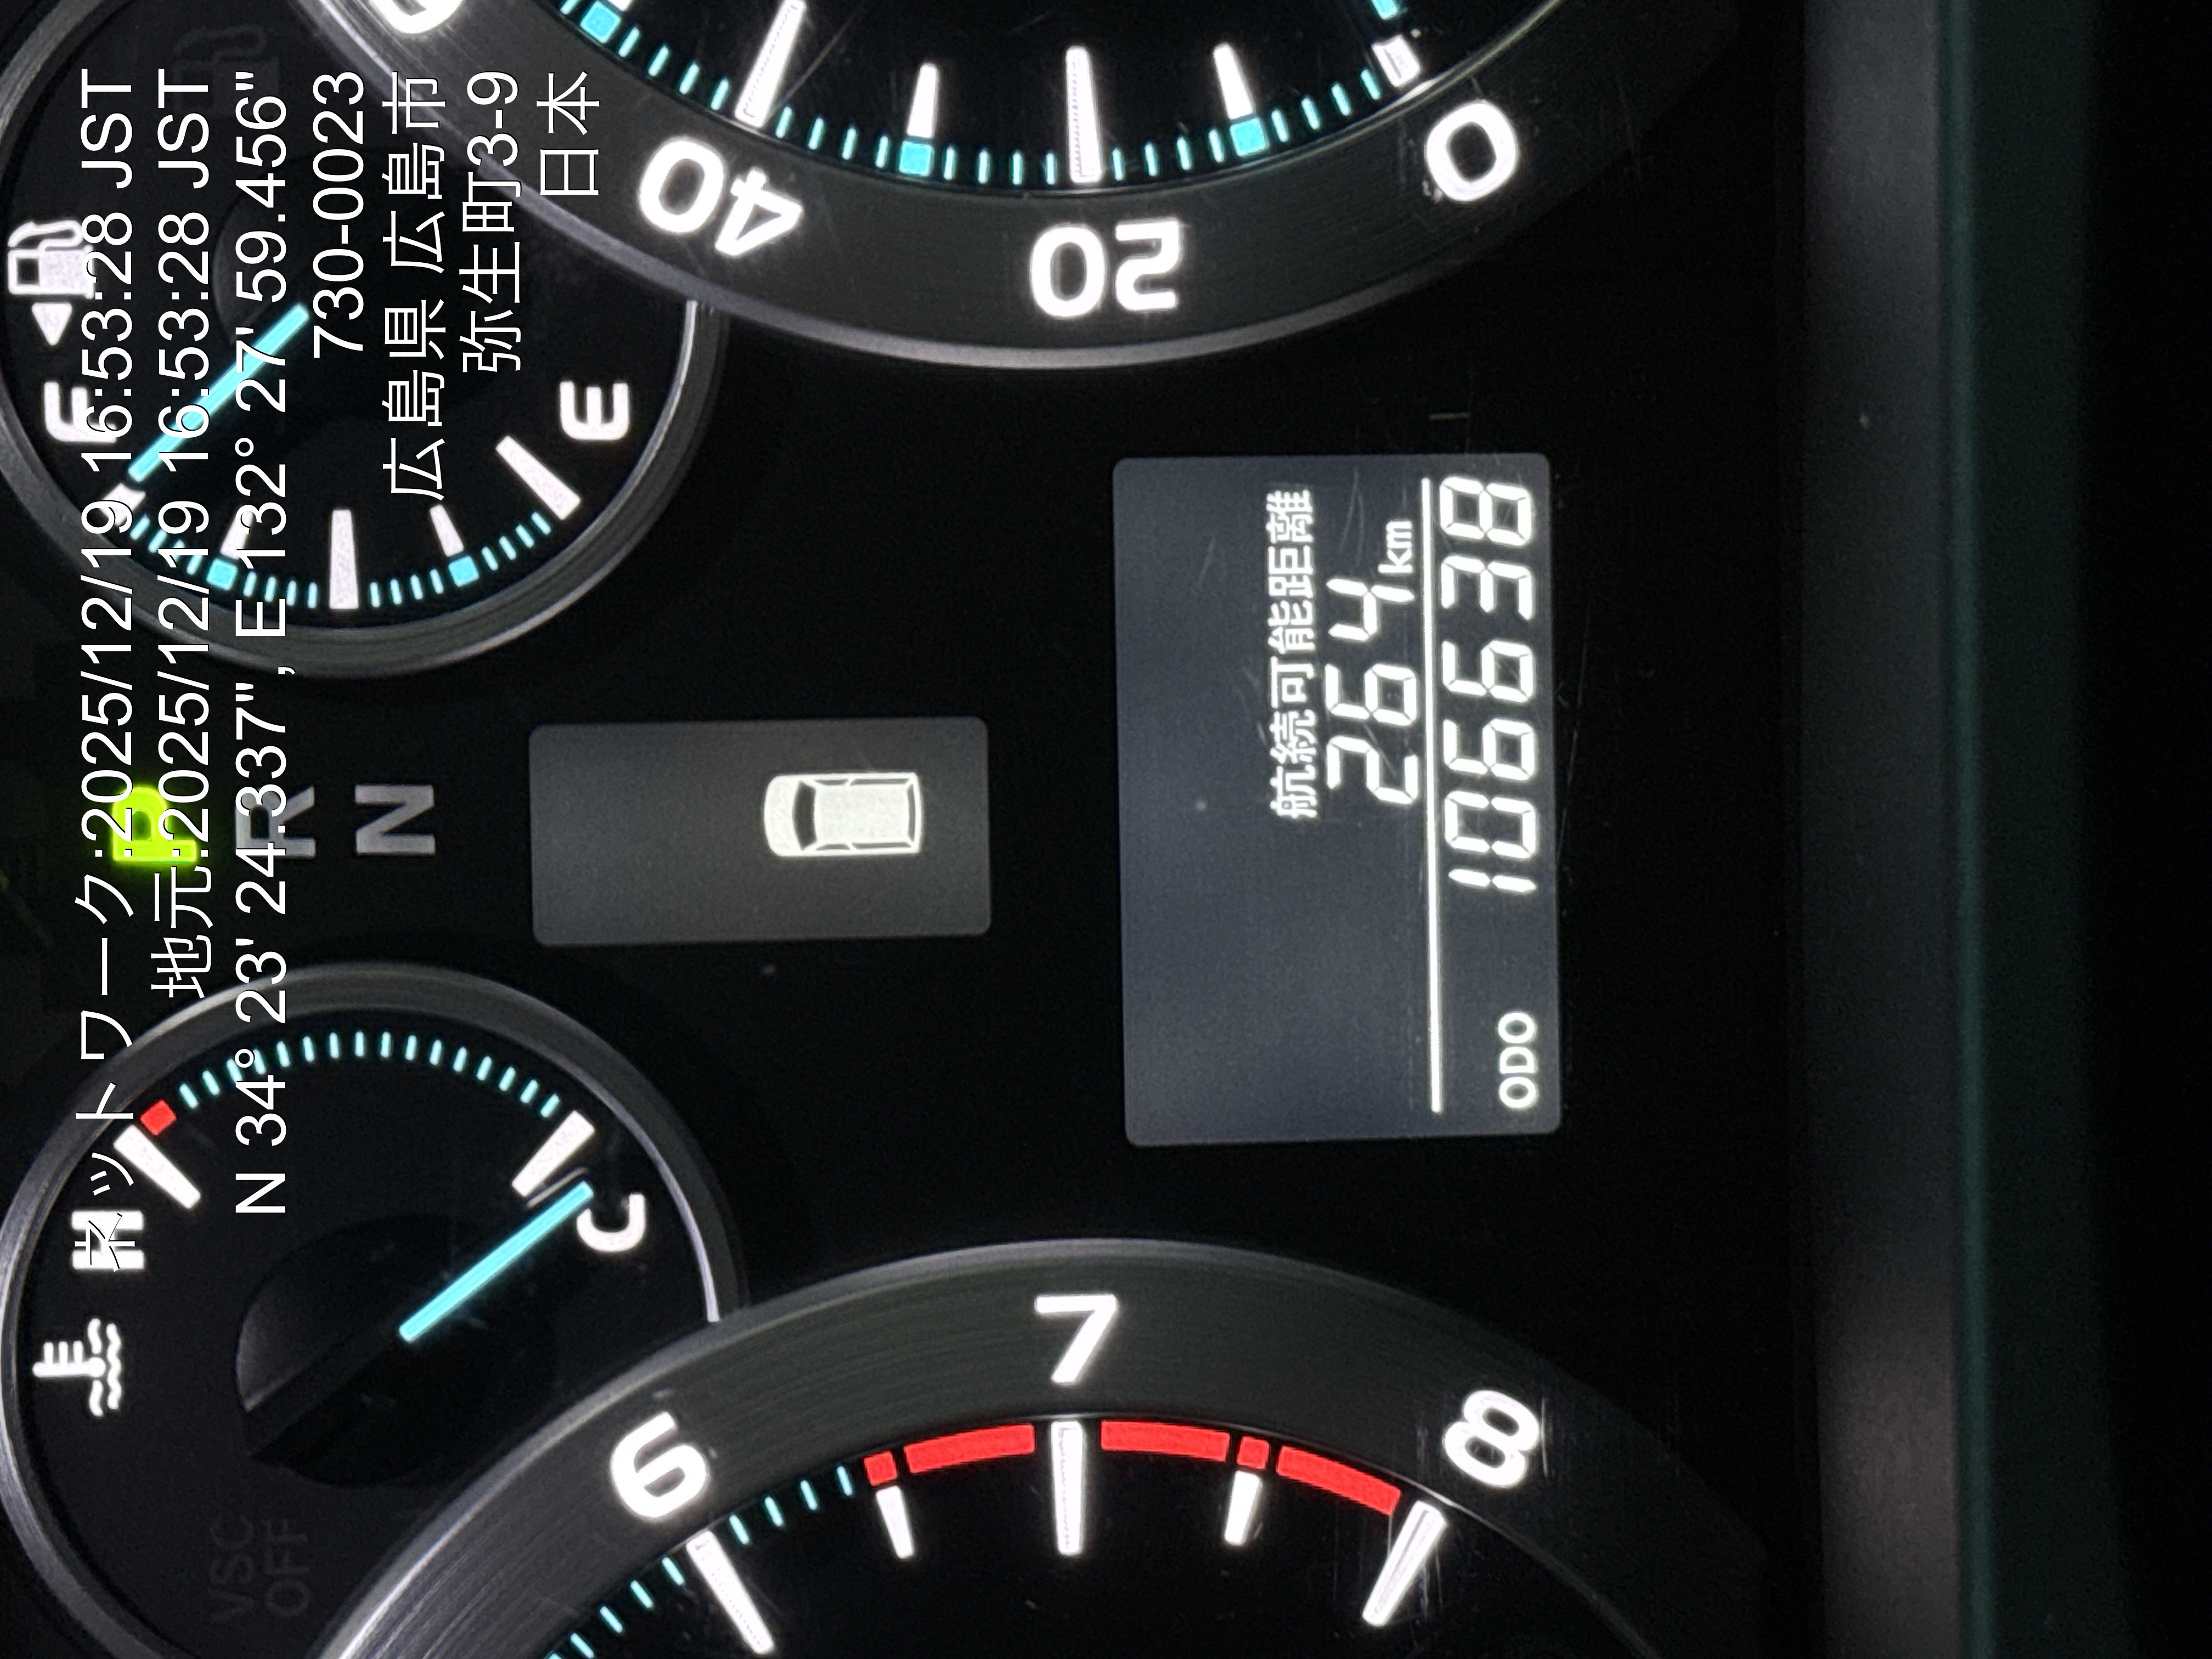 ネットワーク:2025/12/19 16:53:28 JST
地元:2025/12/19 16:53:28 JST
N 34° 23' 24.337", E 132° 27' 59.456"
730-0023
広島県 広島市
弥生町3-9
日本
H
C
VSC
OFF
P
R
N
F
E
6
7
8
40
20
0
航続可能距離
264km
ODO 106638